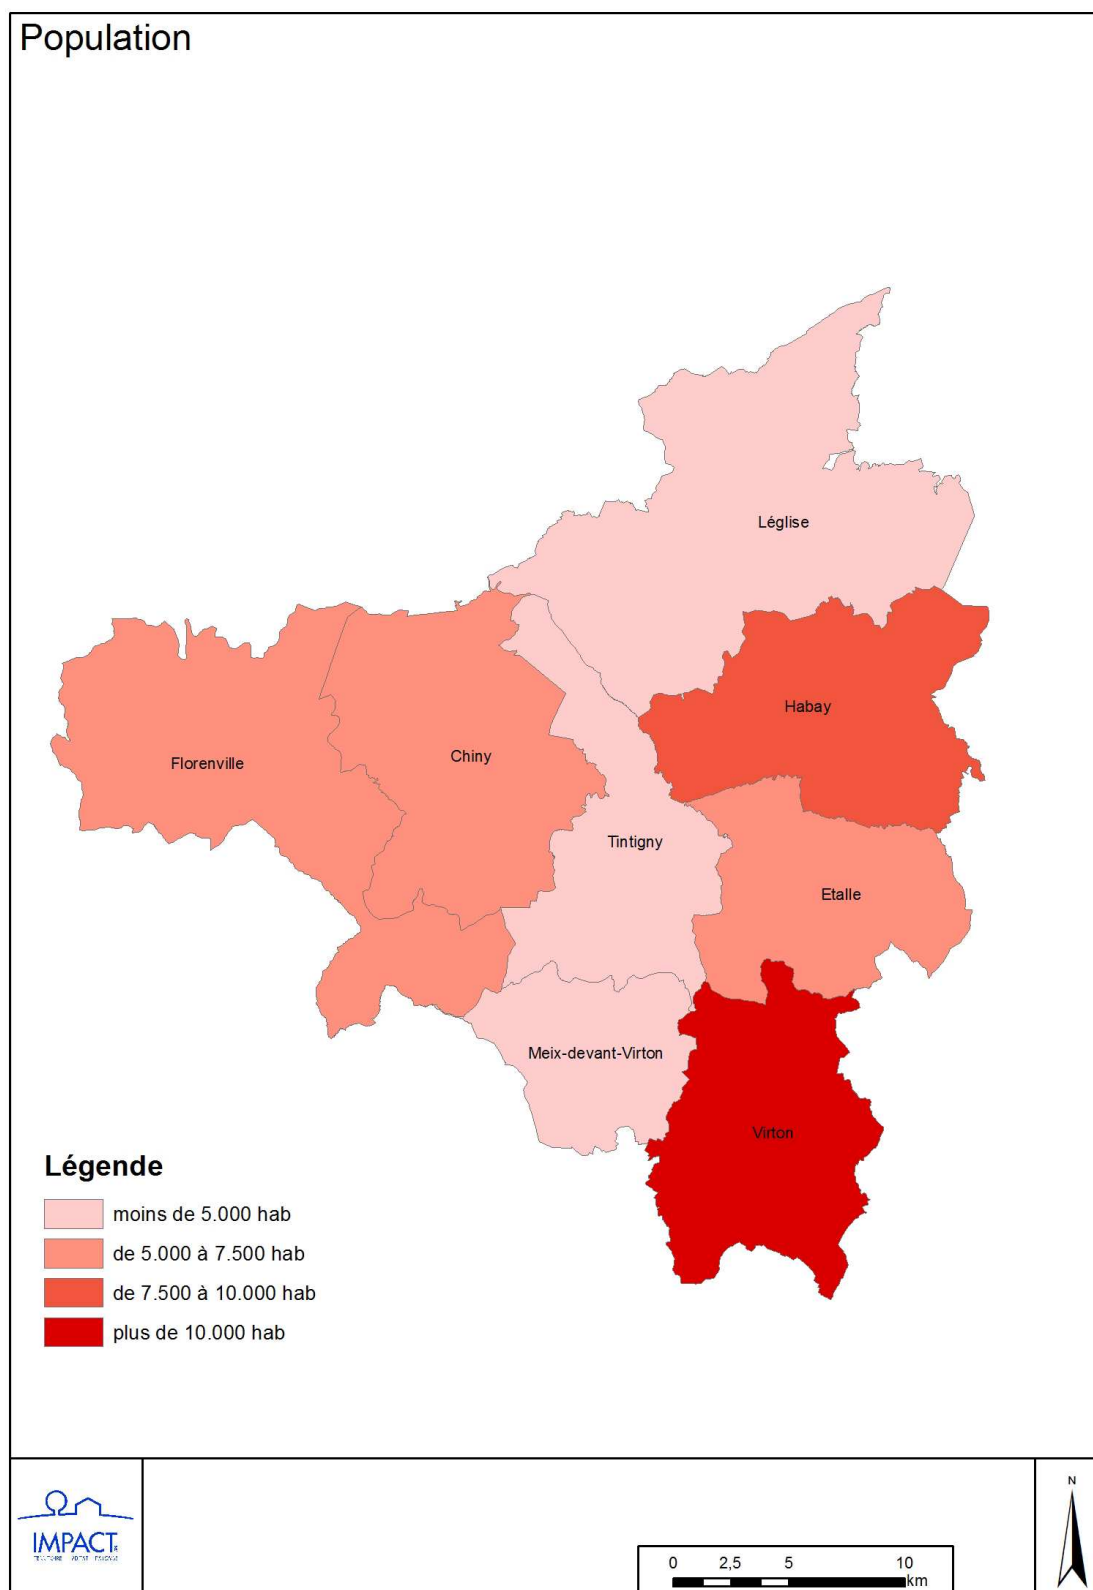 Population
Léglise
Habay
Chiny
Florenville
Tintigny
Etalle
Meix-devant-Virton
Virton
Légende
moins de 5.000 hab
de 5.000 à 7.500 hab
de 7.500 à 10.000 hab
plus de 10.000 hab
IMPACT
N
0 2,5 5 10
km